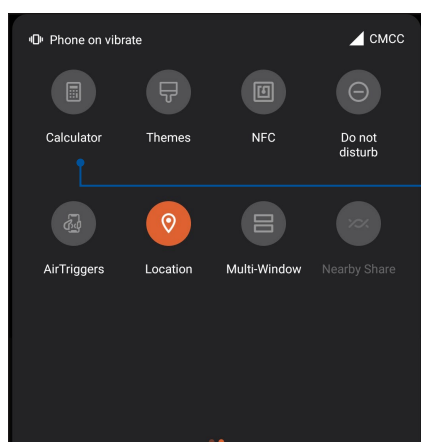 Phone on vibrate
CMCC
Calculator
Themes
NFC
Do not
disturb
AirTriggers
Location
Multi-Window
Nearby Share